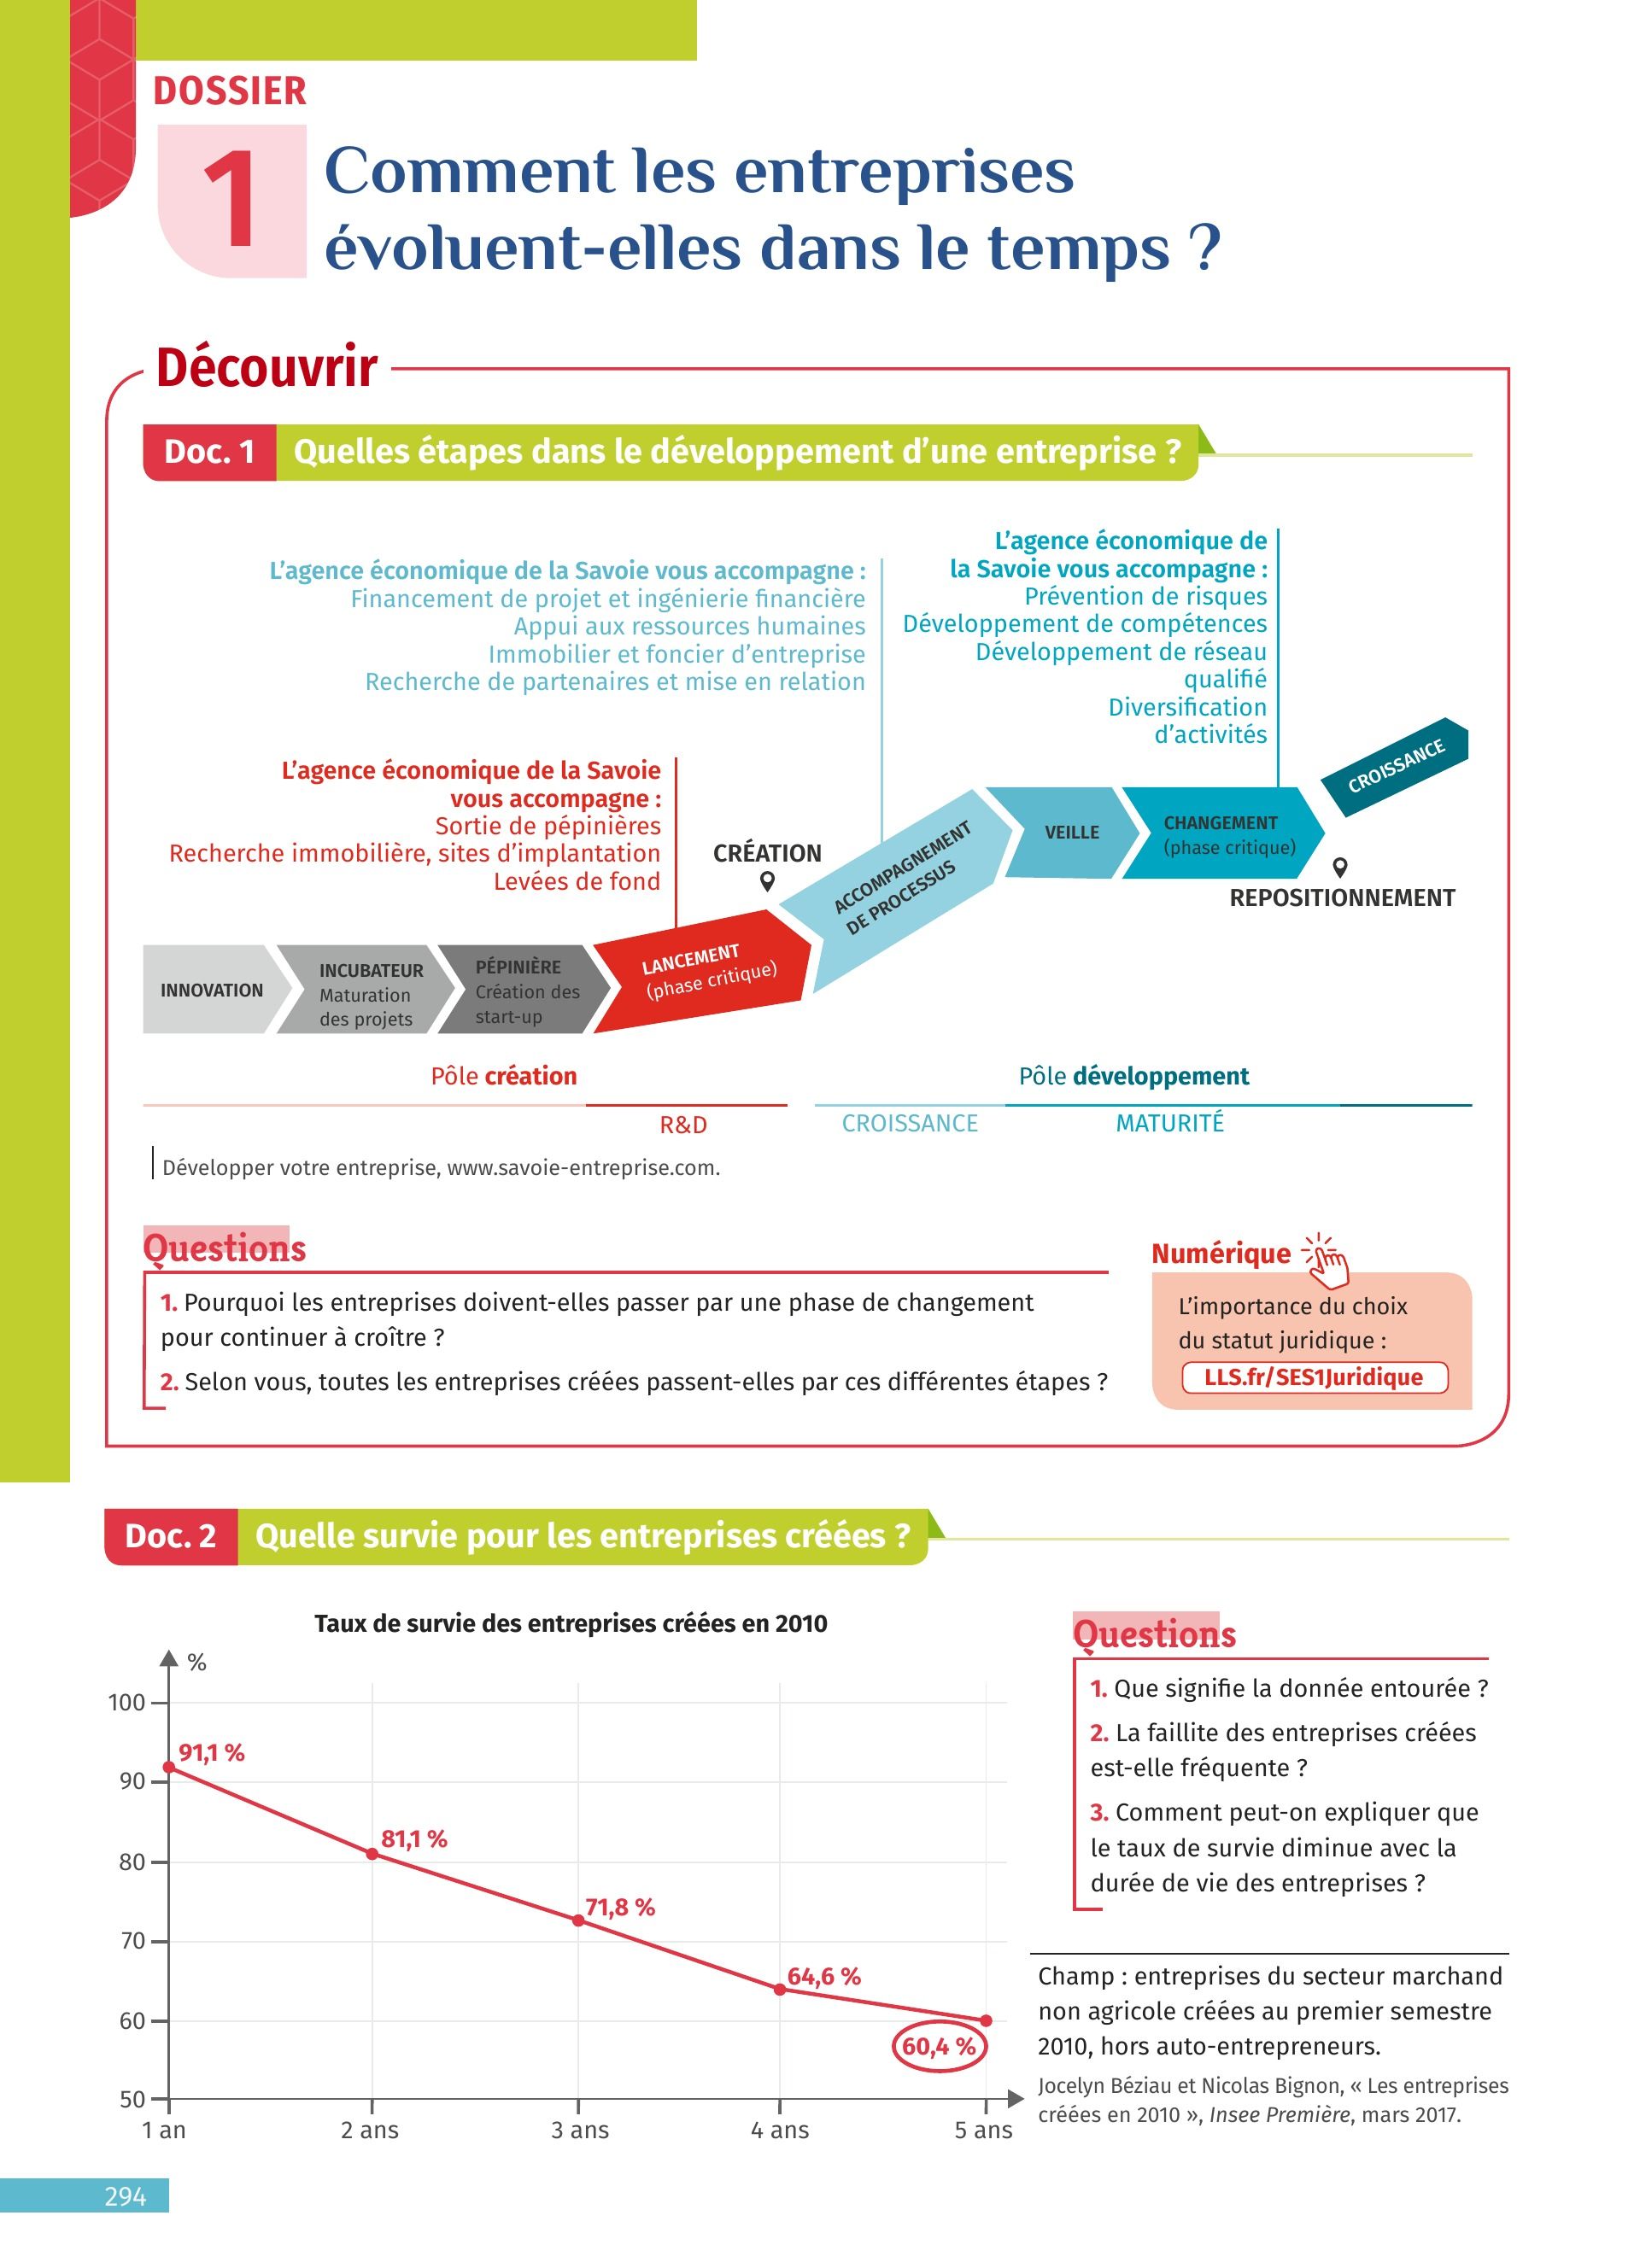 DOSSIER
1
Comment les entreprises
évoluent-elles dans le temps ?
Découvrir
Doc. 1
Quelles étapes dans le développement d’une entreprise ?
L’agence économique de la Savoie vous accompagne :
Financement de projet et ingénierie financière
Appui aux ressources humaines
Immobilier et foncier d’entreprise
Recherche de partenaires et mise en relation
L’agence économique de
la Savoie vous accompagne :
Prévention de risques
Développement de compétences
Développement de réseau
qualifié
Diversification
d’activités
L’agence économique de la Savoie
vous accompagne :
Sortie de pépinières
Recherche immobilière, sites d’implantation
Levées de fond
CRÉATION
INNOVATION
INCUBATEUR
Maturation
des projets
PÉPINIÈRE
Création des
start-up
LANCEMENT
(phase critique)
ACCOMPAGNEMENT
DE PROCESSUS
VEILLE
CHANGEMENT
(phase critique)
CROISSANCE
REPOSITIONNEMENT
Pôle création
Pôle développement
R&D
CROISSANCE
MATURITÉ
Développer votre entreprise, www.savoie-entreprise.com.
Questions
1. Pourquoi les entreprises doivent-elles passer par une phase de changement
pour continuer à croître ?
2. Selon vous, toutes les entreprises créées passent-elles par ces différentes étapes ?
Numérique
L’importance du choix
du statut juridique :
LLS.fr/SES1Juridique
Doc. 2
Quelle survie pour les entreprises créées ?
Taux de survie des entreprises créées en 2010
%
100
90
80
70
60
50
91,1 %
81,1 %
71,8 %
64,6 %
60,4 %
1 an
2 ans
3 ans
4 ans
5 ans
Questions
1. Que signifie la donnée entourée ?
2. La faillite des entreprises créées
est-elle fréquente ?
3. Comment peut-on expliquer que
le taux de survie diminue avec la
durée de vie des entreprises ?
Champ : entreprises du secteur marchand
non agricole créées au premier semestre
2010, hors auto-entrepreneurs.
Jocelyn Béziau et Nicolas Bignon, « Les entreprises
créées en 2010 », Insee Première, mars 2017.
294